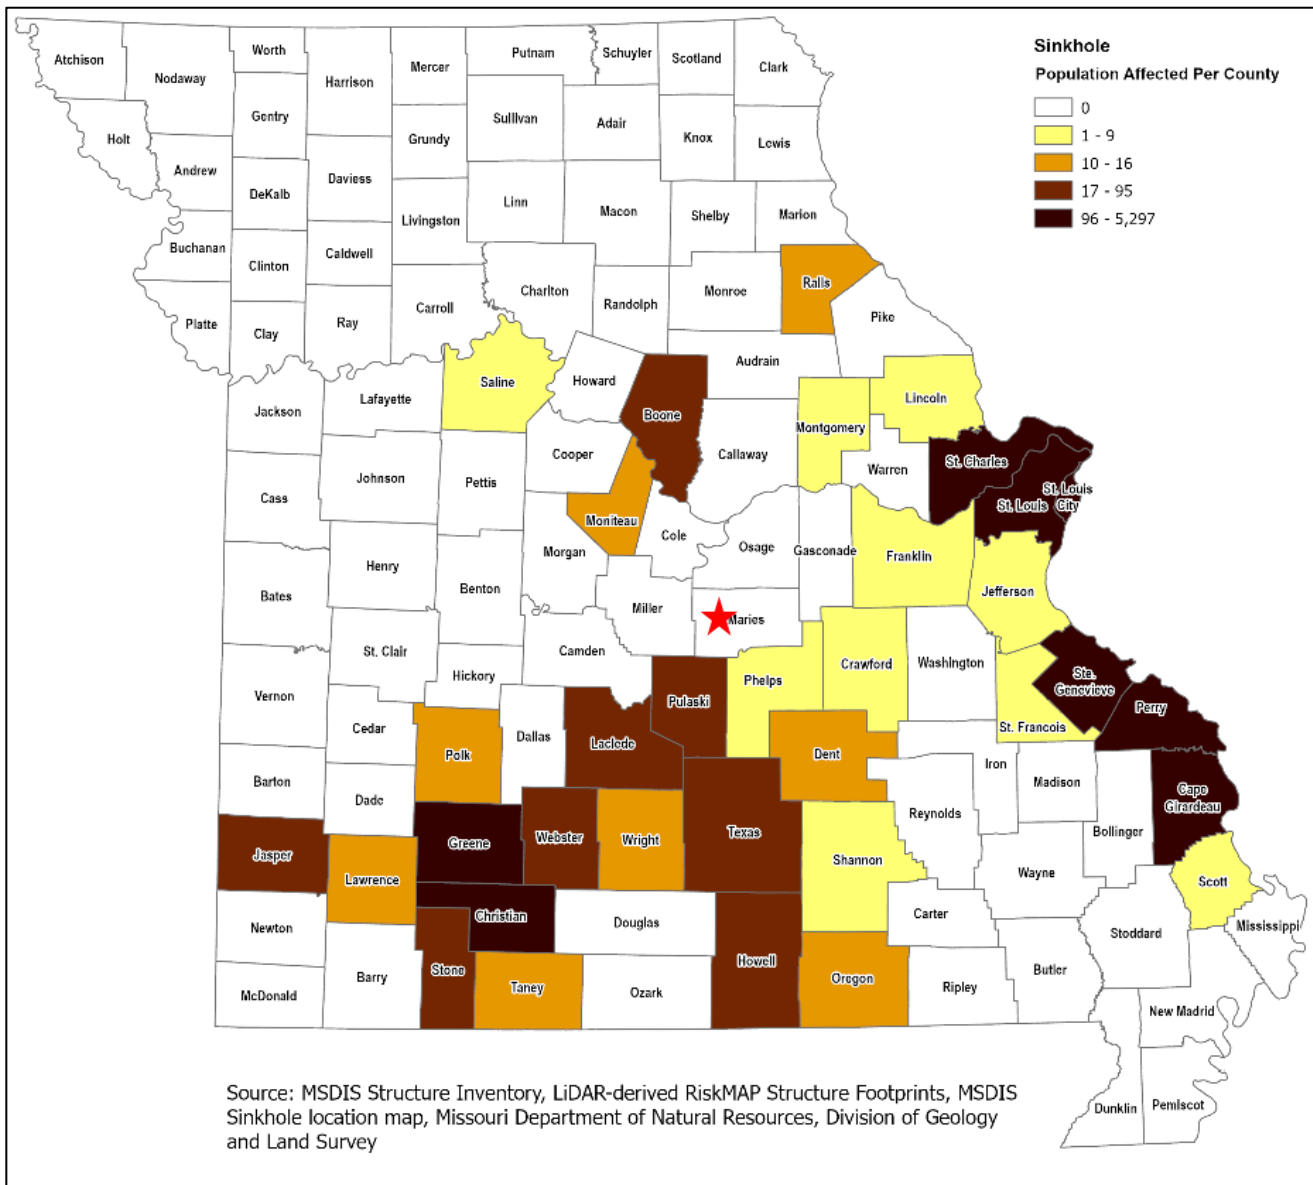 Sinkhole
Population Affected Per County
0
1 - 9
10 - 16
17 - 95
96 - 5,297
Atchison
Nodaway
Worth
Harrison
Mercer
Putnam
Schuyler
Scotland
Clark
Holt
Gentry
Grundy
Sullivan
Adair
Knox
Lewis
Andrew
DeKalb
Daviess
Livingston
Linn
Macon
Shelby
Marion
Buchanan
Clinton
Caldwell
Platte
Clay
Ray
Carroll
Charlton
Randolph
Monroe
Ralls
Pike
Audrain
Jackson
Lafayette
Saline
Howard
Boone
Callaway
Montgomery
Lincoln
Warren
St. Charles
St. Louis
St. Louis
City
Cass
Johnson
Pettis
Cooper
Moniteau
Cole
Osage
Gasconade
Franklin
Jefferson
Bates
Henry
Benton
Morgan
Miller
Maries
St. Clair
Hickory
Camden
Pulaski
Phelps
Crawford
Washington
Ste.
Genevieve
St. Francois
Perry
Vernon
Cedar
Polk
Dallas
Laclede
Dent
Iron
Madison
Cape
Girardeau
Barton
Dade
Greene
Webster
Wright
Texas
Shannon
Reynolds
Bollinger
Wayne
Scott
Jasper
Lawrence
Christian
Douglas
Howell
Carter
Stoddard
Mississippi
Newton
McDonald
Barry
Stone
Taney
Ozark
Oregon
Ripley
Butler
New Madrid
Dunklin
Pemiscot
Source: MSDIS Structure Inventory, LiDAR-derived RiskMAP Structure Footprints, MSDIS
Sinkhole location map, Missouri Department of Natural Resources, Division of Geology
and Land Survey